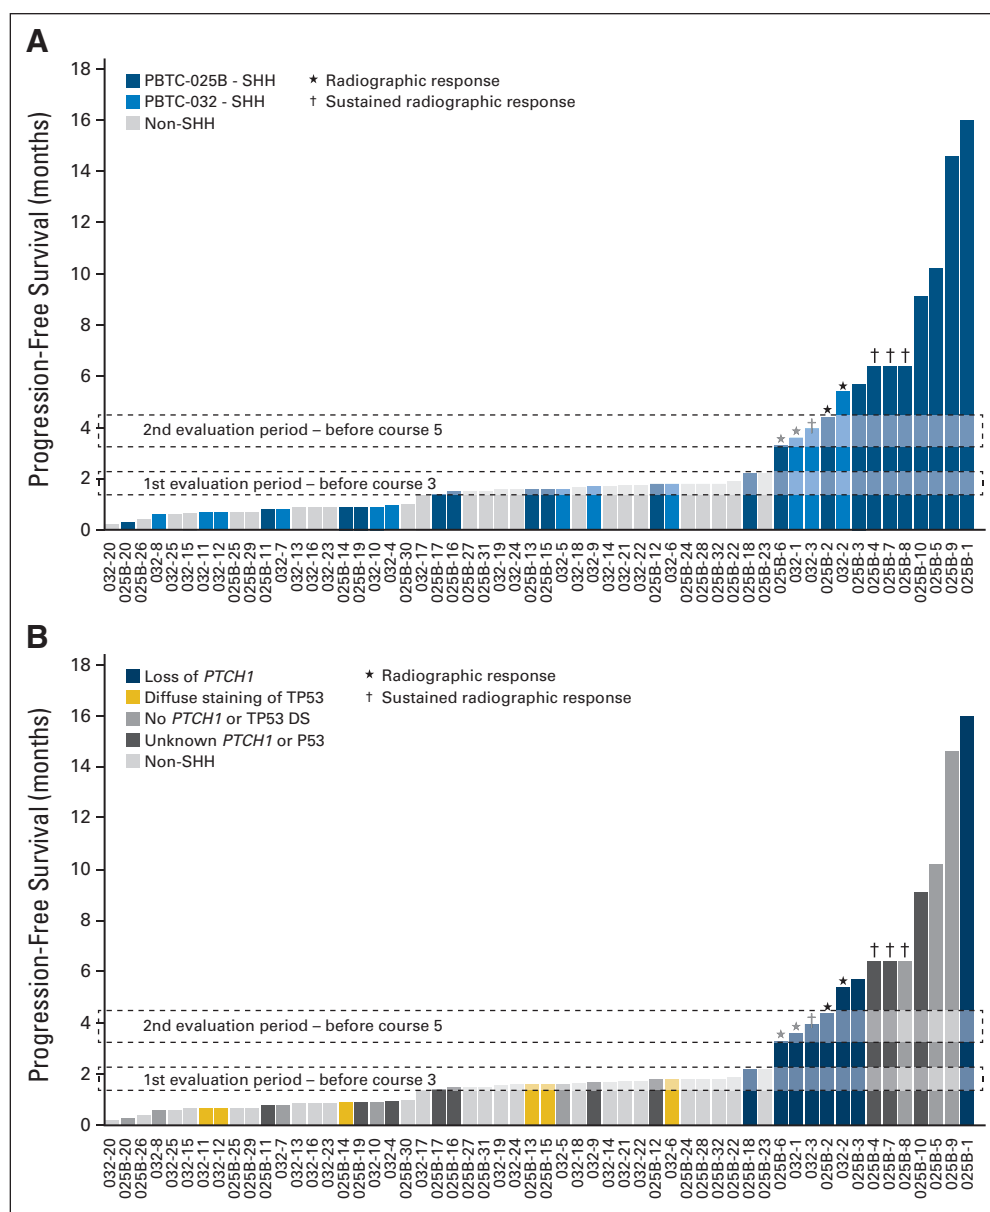 A
Progression-Free Survival (months)
18
16
14
12
10
8
6
4
2
0
PBTC-025B - SHH
PBTC-032 - SHH
Non-SHH
★ Radiographic response
† Sustained radiographic response
★
★
†
★
★
†
†
†
2nd evaluation period – before course 5
1st evaluation period – before course 3
032-20
025B-20
025B-26
032-8
032-25
032-15
032-11
032-12
025B-25
025B-29
025B-11
032-7
032-13
032-16
032-23
025B-14
025B-19
032-10
032-4
025B-30
032-17
025B-17
025B-16
025B-27
025B-31
032-19
032-24
025B-13
025B-15
032-5
032-18
032-9
032-14
032-21
032-22
025B-12
032-6
025B-24
025B-28
025B-32
025B-22
025B-18
025B-23
025B-6
032-1
032-3
025B-2
032-2
025B-3
025B-4
025B-7
025B-8
025B-10
025B-5
025B-9
025B-1
B
Progression-Free Survival (months)
18
16
14
12
10
8
6
4
2
0
Loss of PTCH1
Diffuse staining of TP53
No PTCH1 or TP53 DS
Unknown PTCH1 or P53
Non-SHH
★ Radiographic response
† Sustained radiographic response
★
★
†
★
★
†
†
†
2nd evaluation period – before course 5
1st evaluation period – before course 3
032-20
025B-20
025B-26
032-8
032-25
032-15
032-11
032-12
025B-25
025B-29
025B-11
032-7
032-13
032-16
032-23
025B-14
025B-19
032-10
032-4
025B-30
032-17
025B-17
025B-16
025B-27
025B-31
032-19
032-24
025B-13
025B-15
032-5
032-18
032-9
032-14
032-21
032-22
025B-12
032-6
025B-24
025B-28
025B-32
025B-22
025B-18
025B-23
025B-6
032-1
032-3
025B-2
032-2
025B-3
025B-4
025B-7
025B-8
025B-10
025B-5
025B-9
025B-1